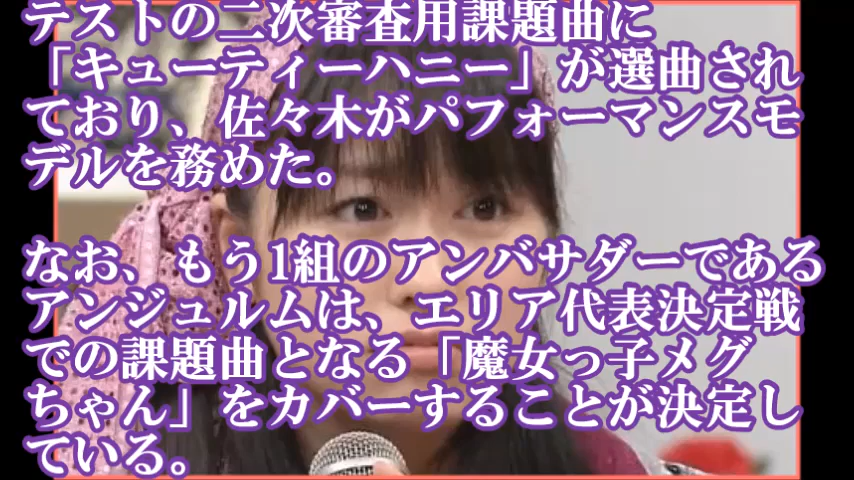 テストの二次審査用課題曲に
「キューティーハニー」が選曲され
ており、佐々木がパフォーマンスモ
デルを務めた。
なお、もう1組のアンバサダーである
アンジュルムは、エリア代表決定戦
での課題曲となる「魔女っ子メグ
ちゃん」をカバーすることが決定し
ている。